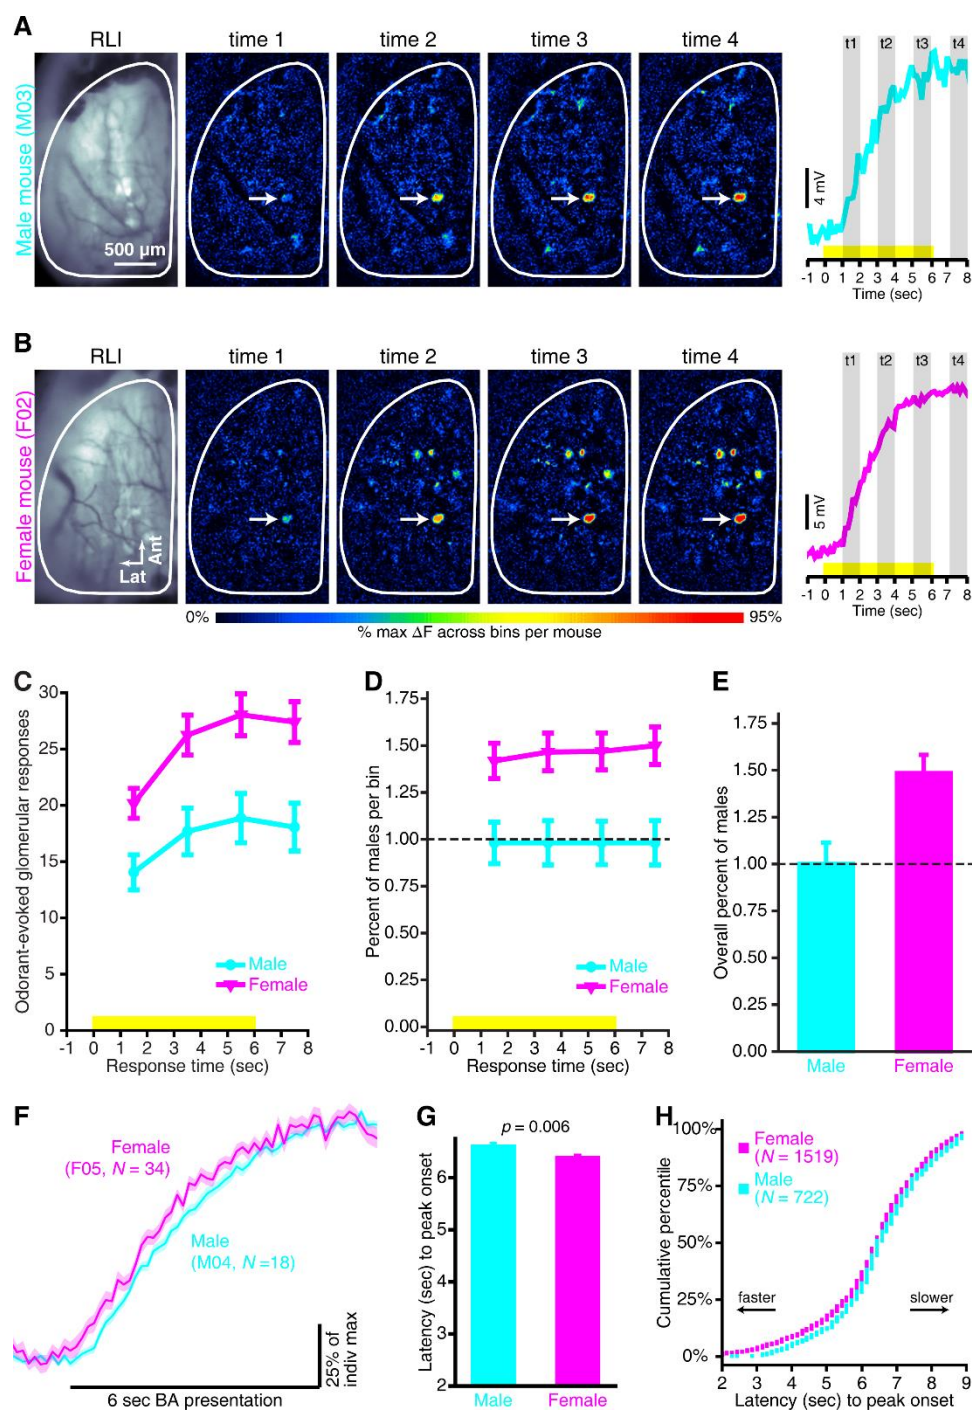 A
RLI
time 1
time 2
time 3
time 4
Male mouse (M03)
500 µm
t1 t2 t3 t4
4 mV
-1 0 1 2 3 4 5 6 7 8
Time (sec)
B
RLI
time 1
time 2
time 3
time 4
Female mouse (F02)
Ant
Lat
t1 t2 t3 t4
5 mV
-1 0 1 2 3 4 5 6 7 8
Time (sec)
0%
95%
% max ΔF across bins per mouse
C
Odorant-evoked glomerular responses
30
25
20
15
17
5
0
Male
Female
-1 0 1 2 3 4 5 6 7 8
Response time (sec)
D
Percent of males per bin
1.75
1.50
1.25
1.00
0.75
0.50
0.25
0.00
Male
Female
-1 0 1 2 3 4 5 6 7 8
Response time (sec)
E
Overall percent of males
1.75
1.50
1.25
1.00
0.75
0.50
0.25
0.00
Male
Female
F
Female
(F05, N = 34)
Male
(M04, N =18)
25% of
indiv max
6 sec BA presentation
G
p = 0.006
Latency (sec) to peak onset
6
5
4
3
2
Male
Female
H
Cumulative percentile
100%
75%
50%
25%
0%
Female
(N = 1519)
Male
(N = 722)
faster
slower
2 3 4 5 6 7 8 9
Latency (sec) to peak onset